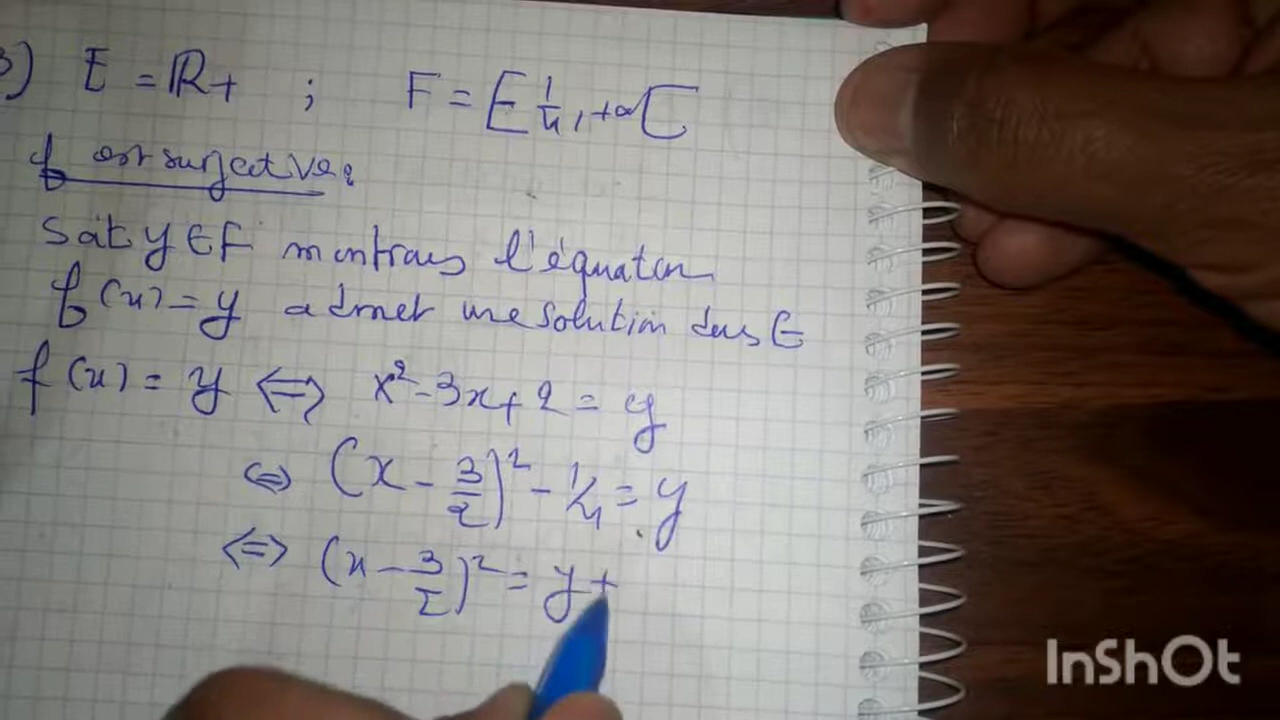 3) E = ℝ+ ; F = [1/4, +∞[
f est surjective.
Soit y ∈ F montrons l'équation
f(x) = y admet une solution dans E
f(x) = y ⟺ x² - 3x + 2 = y
⟺ (x - 3/2)² - 1/4 = y
⟺ (x - 3/2)² = y +
InShOt